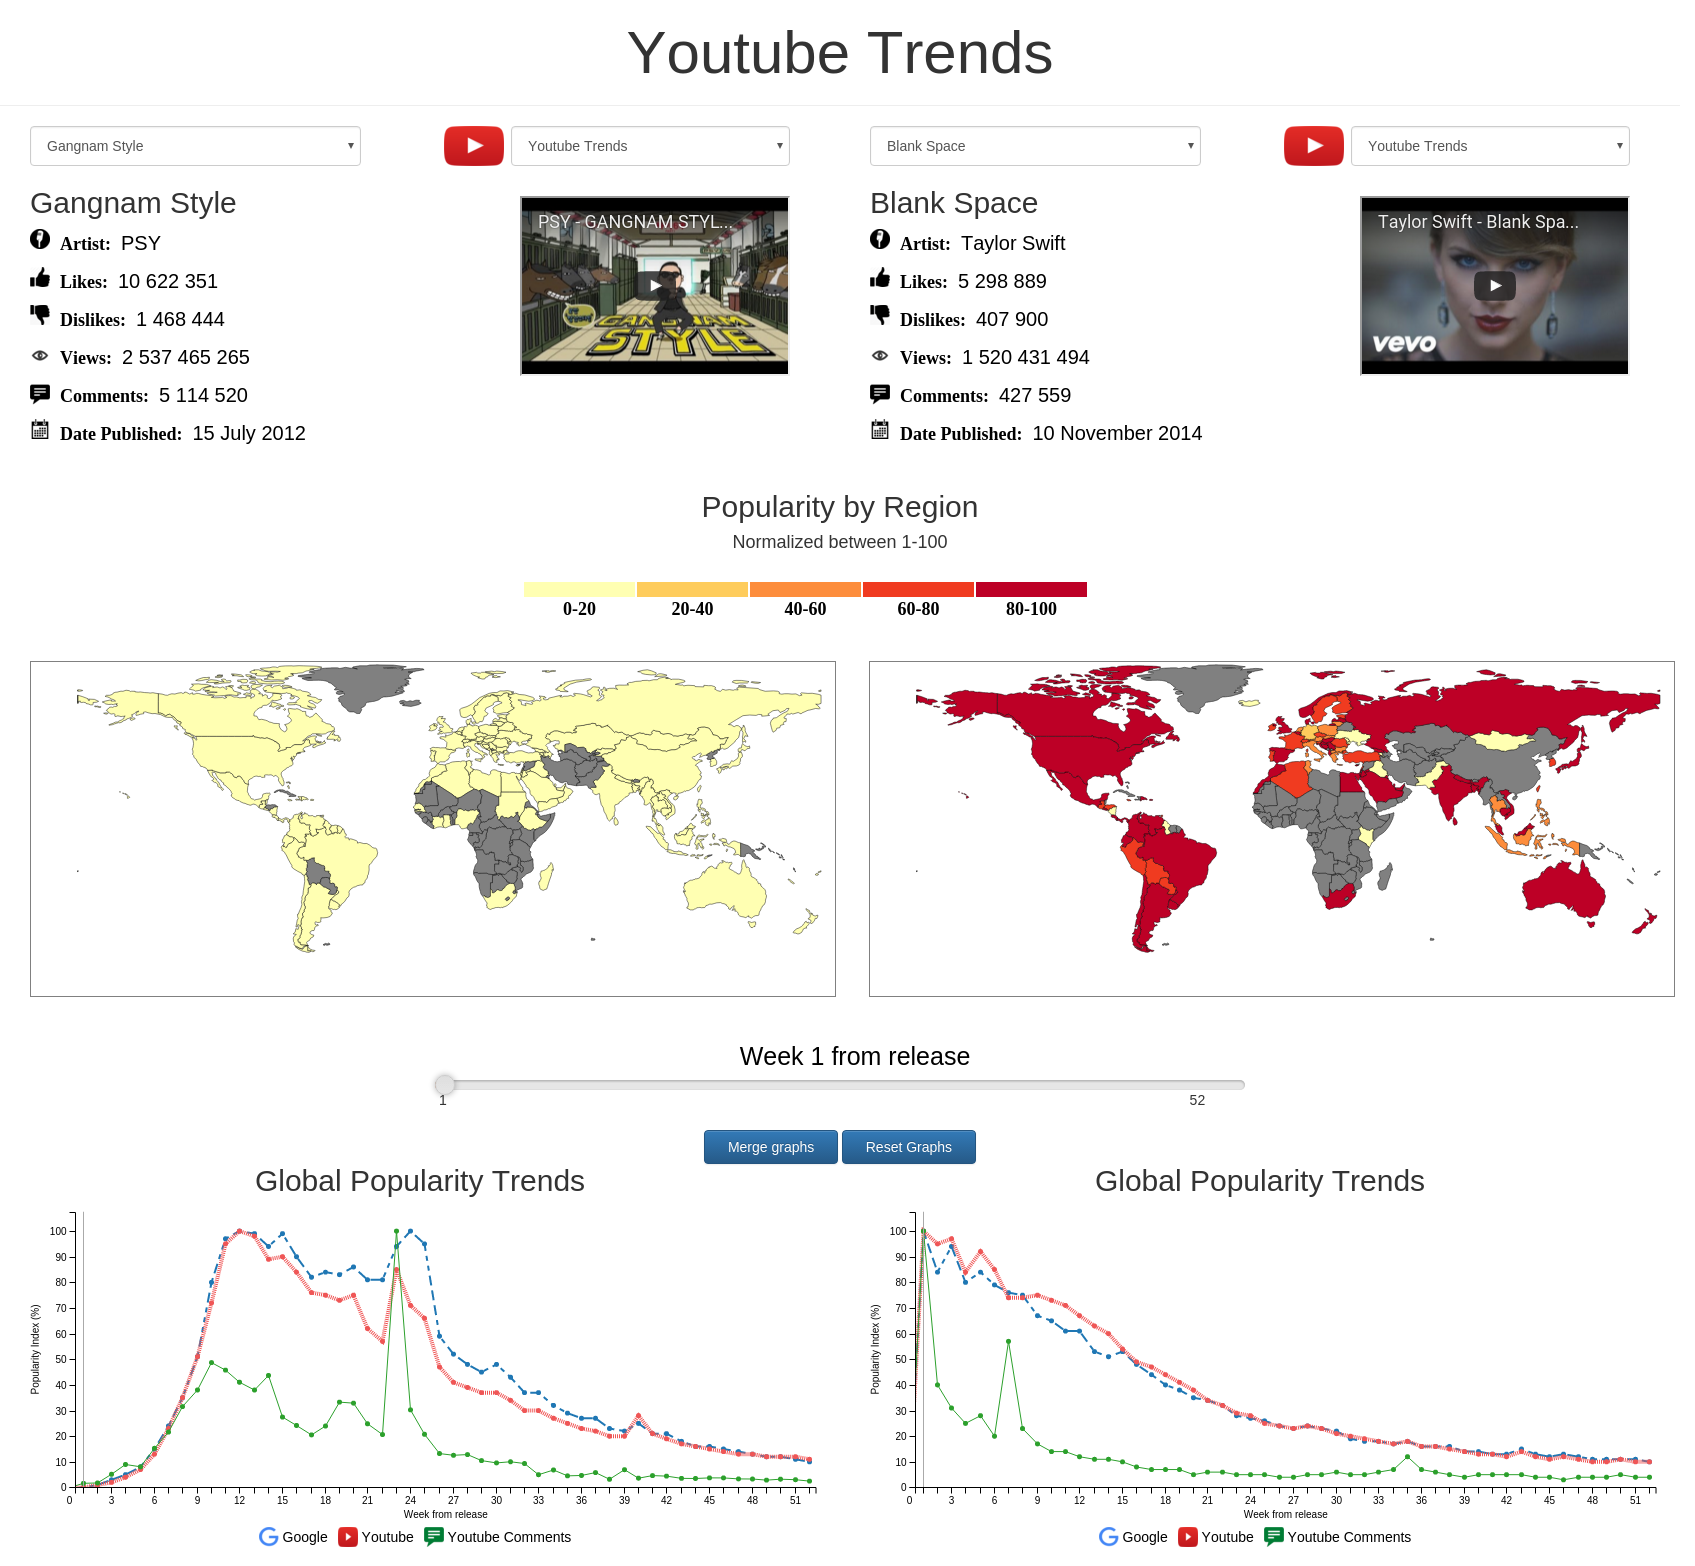 Youtube Trends
Gangnam Style
Youtube Trends
Blank Space
Youtube Trends
Gangnam Style
Artist: PSY
Likes: 10 622 351
Dislikes: 1 468 444
Views: 2 537 465 265
Comments: 5 114 520
Date Published: 15 July 2012
PSY - GANGNAM STYL...
GANGNAM
STYLE
Blank Space
Artist: Taylor Swift
Likes: 5 298 889
Dislikes: 407 900
Views: 1 520 431 494
Comments: 427 559
Date Published: 10 November 2014
Taylor Swift - Blank Spa...
vevo
Popularity by Region
Normalized between 1-100
0-20 20-40 40-60 60-80 80-100
Week 1 from release
1 52
Merge graphs Reset Graphs
Global Popularity Trends
100
90
80
70
60
50
40
30
20
10
0
Popularity Index (%)
0 3 6 9 12 15 18 21 24 27 30 33 36 39 42 45 48 51
Week from release
Google Youtube Youtube Comments
Global Popularity Trends
100
90
80
70
60
50
40
30
20
10
0
Popularity Index (%)
0 3 6 9 12 15 18 21 24 27 30 33 36 39 42 45 48 51
Week from release
Google Youtube Youtube Comments